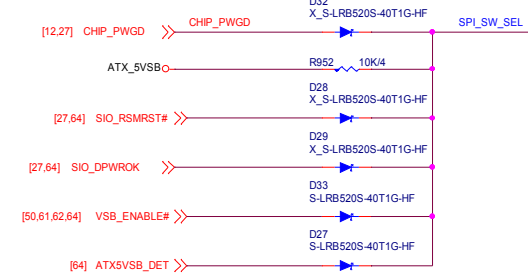 D32
X_S-LRB520S-40T1G-HF
[12,27] CHIP_PWGD CHIP_PWGD SPI_SW_SEL
ATX_5VSB R952 10K/4
D28
X_S-LRB520S-40T1G-HF
[27,64] SIO_RSMRST#
D29
X_S-LRB520S-40T1G-HF
[27,64] SIO_DPWROK
D33
S-LRB520S-40T1G-HF
[50,61,62,64] VSB_ENABLE#
D27
S-LRB520S-40T1G-HF
[64] ATX5VSB_DET